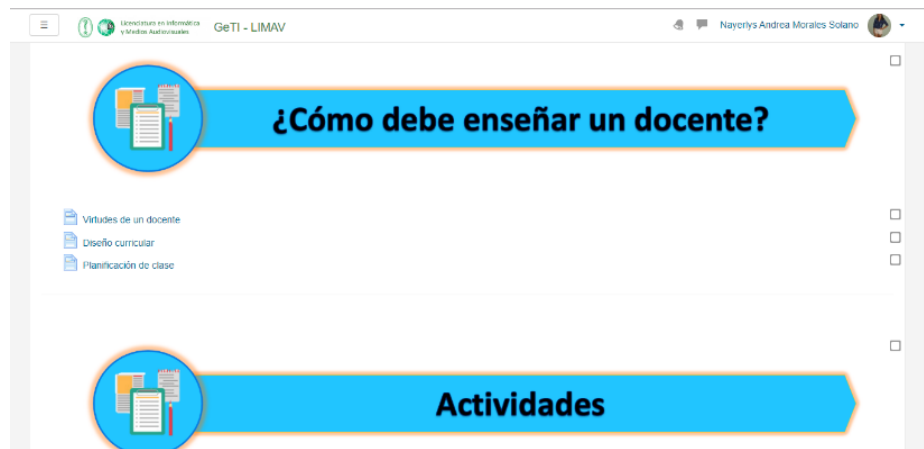 Licenciatura en Informática
y Medios Audiovisuales
GeTI - LIMAV
Nayerlys Andrea Morales Solano
¿Cómo debe enseñar un docente?
Virtudes de un docente
Diseño curricular
Planificación de clase
Actividades